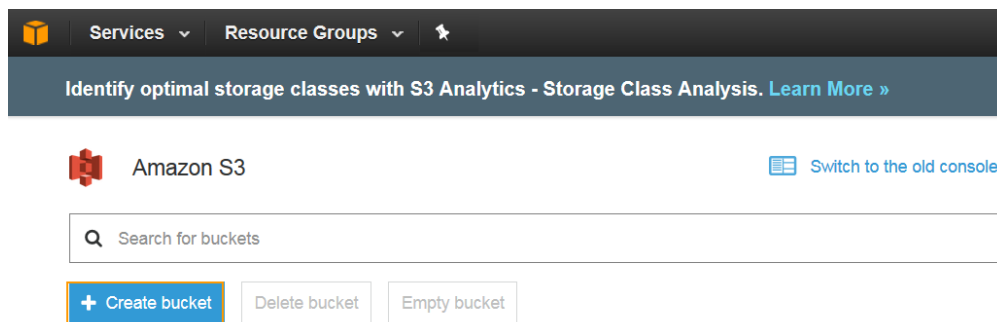 Services Resource Groups
Identify optimal storage classes with S3 Analytics - Storage Class Analysis. Learn More »
Amazon S3 Switch to the old console
Search for buckets
+ Create bucket Delete bucket Empty bucket